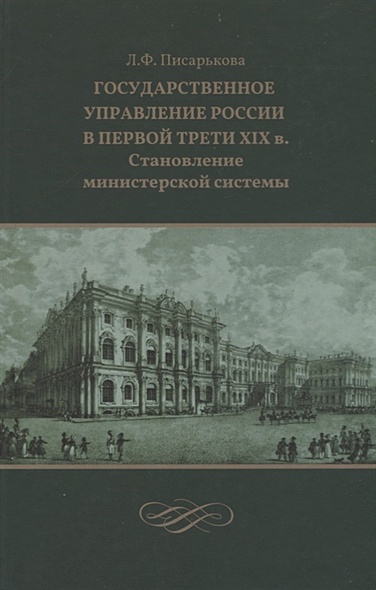 Л.Ф. Писарькова
ГОСУДАРСТВЕННОЕ
УПРАВЛЕНИЕ РОССИИ
В ПЕРВОЙ ТРЕТИ XIX в.
Становление
министерской системы